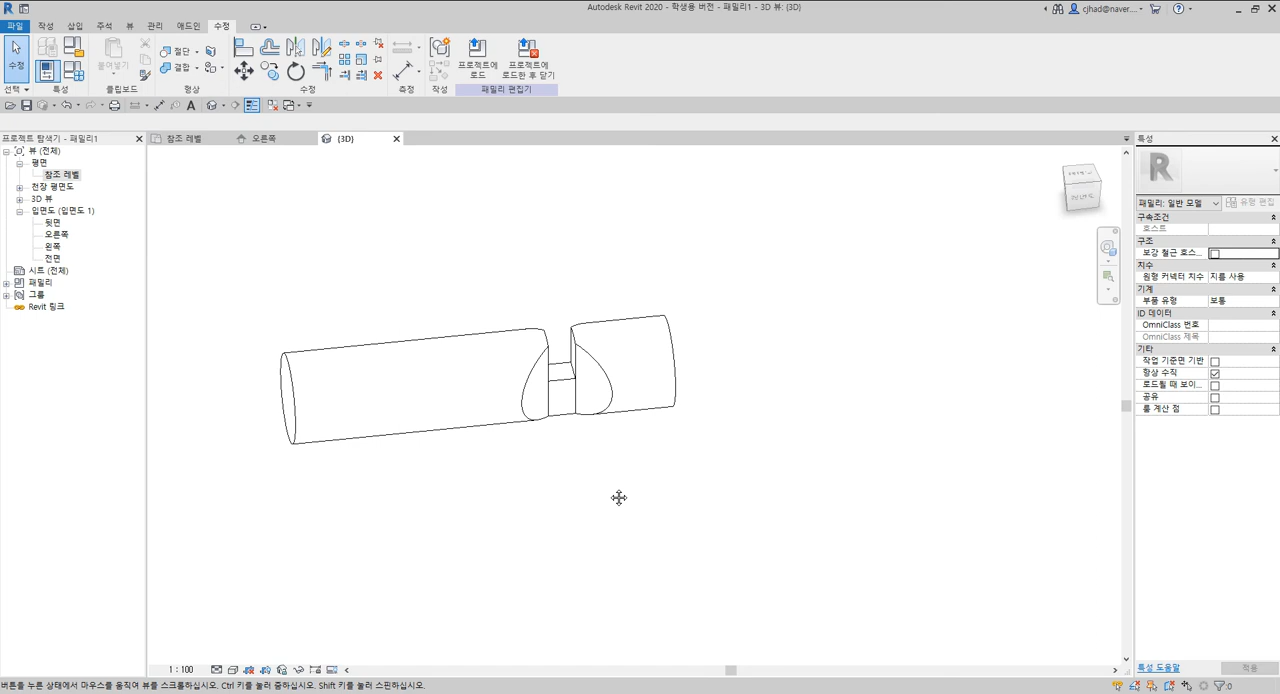 Autodesk Revit 2020 - 학생용 버전 - 패밀리1 - 3D 뷰: {3D}
cjhad@naver....
파일 작성 삽입 주석 뷰 관리 애드인 수정
수정
붙여넣기
절단
결합
프로젝트에
로드
프로젝트에
로드한 후 닫기
선택 특성 클립보드 형상 수정 측정 작성 패밀리 편집기
프로젝트 탐색기 - 패밀리1
참조 레벨
오른쪽
{3D}
특성
뷰 (전체)
평면
참조 레벨
천장 평면도
3D 뷰
입면도 (입면도 1)
뒷면
오른쪽
왼쪽
전면
시트 (전체)
패밀리
그룹
Revit 링크
R
패밀리: 일반 모델
유형 편집
구속조건
호스트
구조
보강 철근 호스...
치수
원형 커넥터 치수 지름 사용
기계
부품 유형 보통
ID 데이터
OmniClass 번호
OmniClass 제목
기타
작업 기준면 기반
항상 수직
로드될 때 보이...
공유
룸 계산 점
1 : 100
특성 도움말
적용
버튼을 누른 상태에서 마우스를 움직여 뷰를 스크롤하십시오. Ctrl 키를 눌러 줌하십시오. Shift 키를 눌러 스핀하십시오.
:0